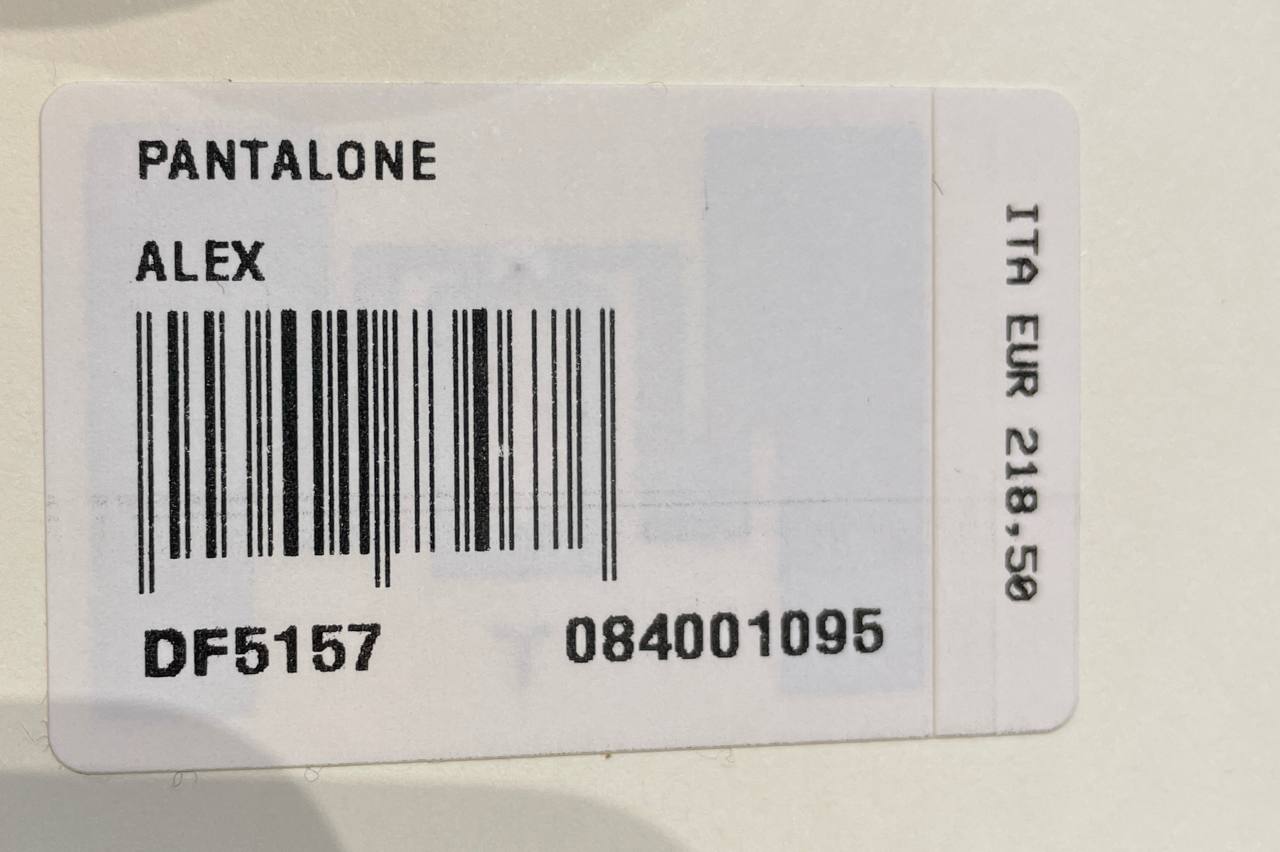 PANTALONE
ALEX
DF5157 084001095
ITA EUR 218,50